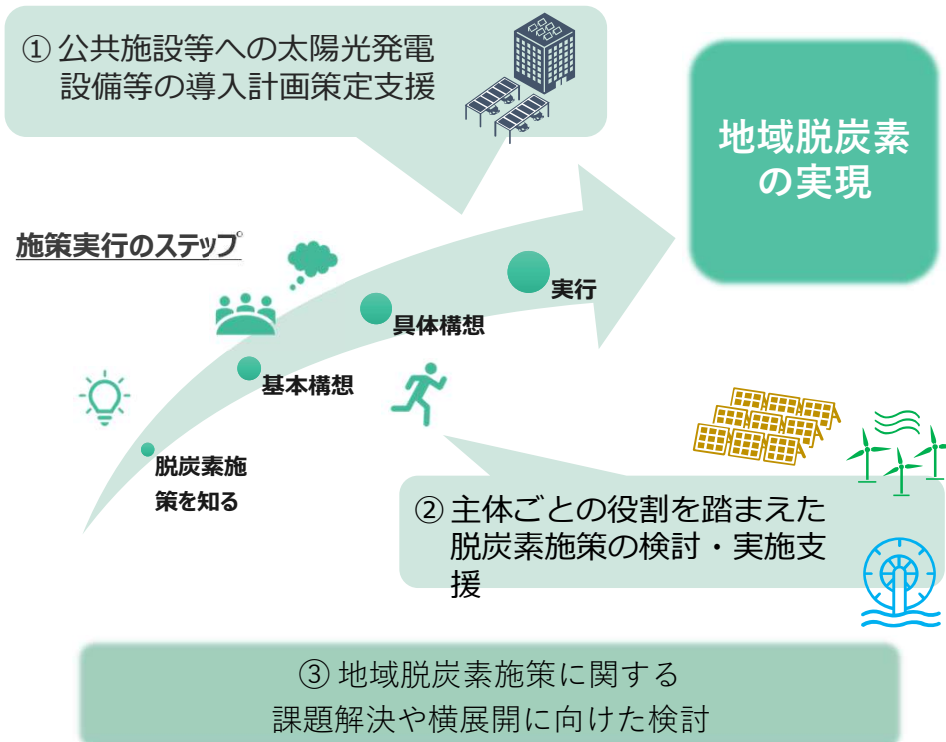 ① 公共施設等への太陽光発電
設備等の導入計画策定支援
地域脱炭素
の実現
施策実行のステップ
実行
具体構想
基本構想
脱炭素施
策を知る
② 主体ごとの役割を踏まえた
脱炭素施策の検討・実施支
援
③ 地域脱炭素施策に関する
課題解決や横展開に向けた検討